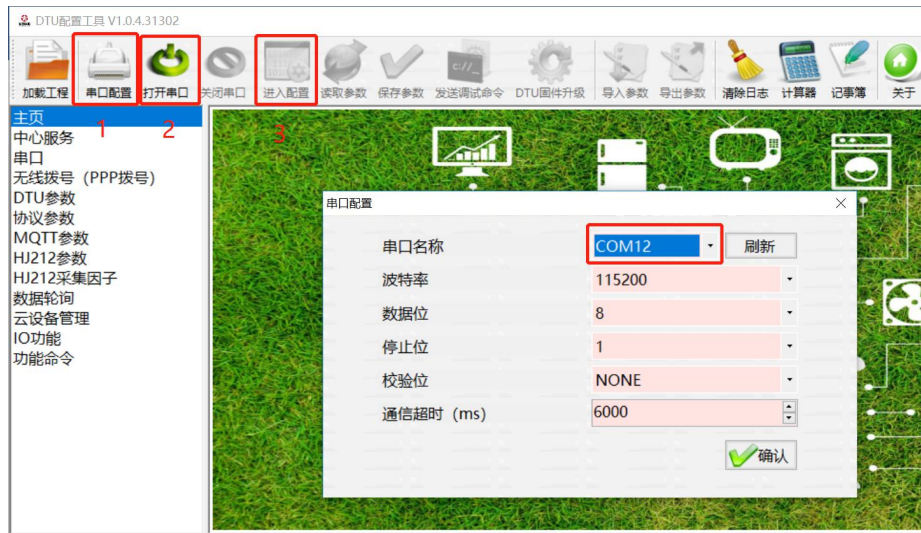 DTU配置工具 V1.0.4.31302
加载工程 串口配置 打开串口 关闭串口 进入配置 读取参数 保存参数 发送调试命令 DTU固件升级 导入参数 导出参数 清除日志 计算器 记事簿 关于
C://_
1 2 3
主页
中心服务
串口
无线拨号（PPP拨号）
DTU参数
协议参数
MQTT参数
HJ212参数
HJ212采集因子
数据轮询
云设备管理
IO功能
功能命令
串口配置
串口名称 COM12 刷新
波特率 115200
数据位 8
停止位 1
校验位 NONE
通信超时（ms） 6000
确认